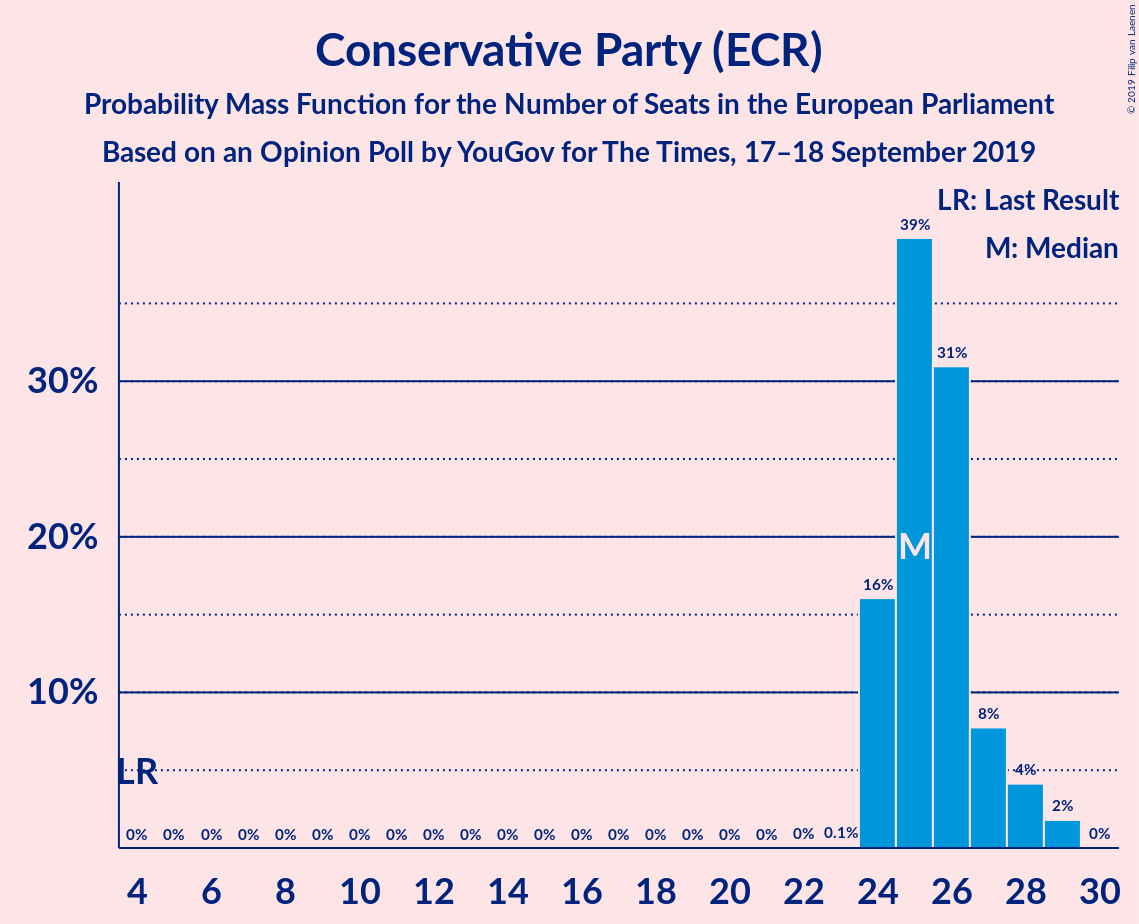 Conservative Party (ECR)
Probability Mass Function for the Number of Seats in the European Parliament
Based on an Opinion Poll by YouGov for The Times, 17–18 September 2019
© 2019 Filip van Laenen
LR: Last Result
M: Median
30%
20%
10%
LR
M
0% 0% 0% 0% 0% 0% 0% 0% 0% 0% 0% 0% 0% 0% 0% 0% 0% 0% 0% 0.1% 16% 39% 31% 8% 4% 2% 0%
4 6 8 10 12 14 16 18 20 22 24 26 28 30